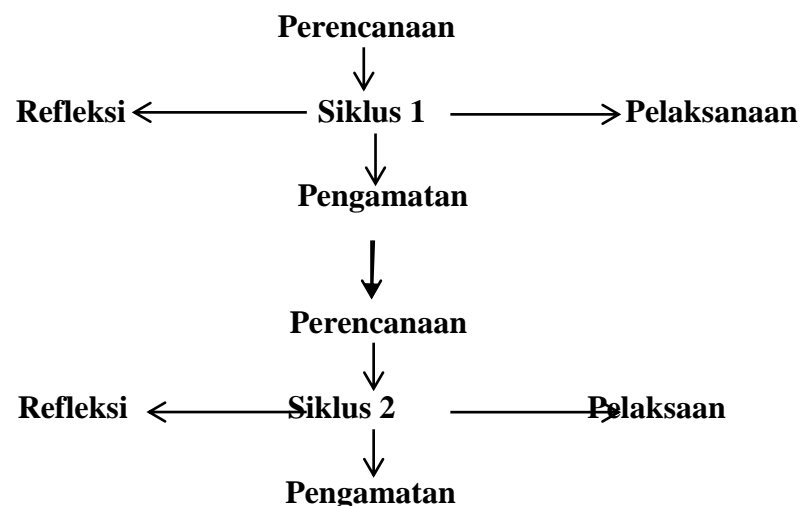 Perencanaan
Refleksi Siklus 1 Pelaksanaan
Pengamatan
Perencanaan
Refleksi Siklus 2 Pelaksaan
Pengamatan